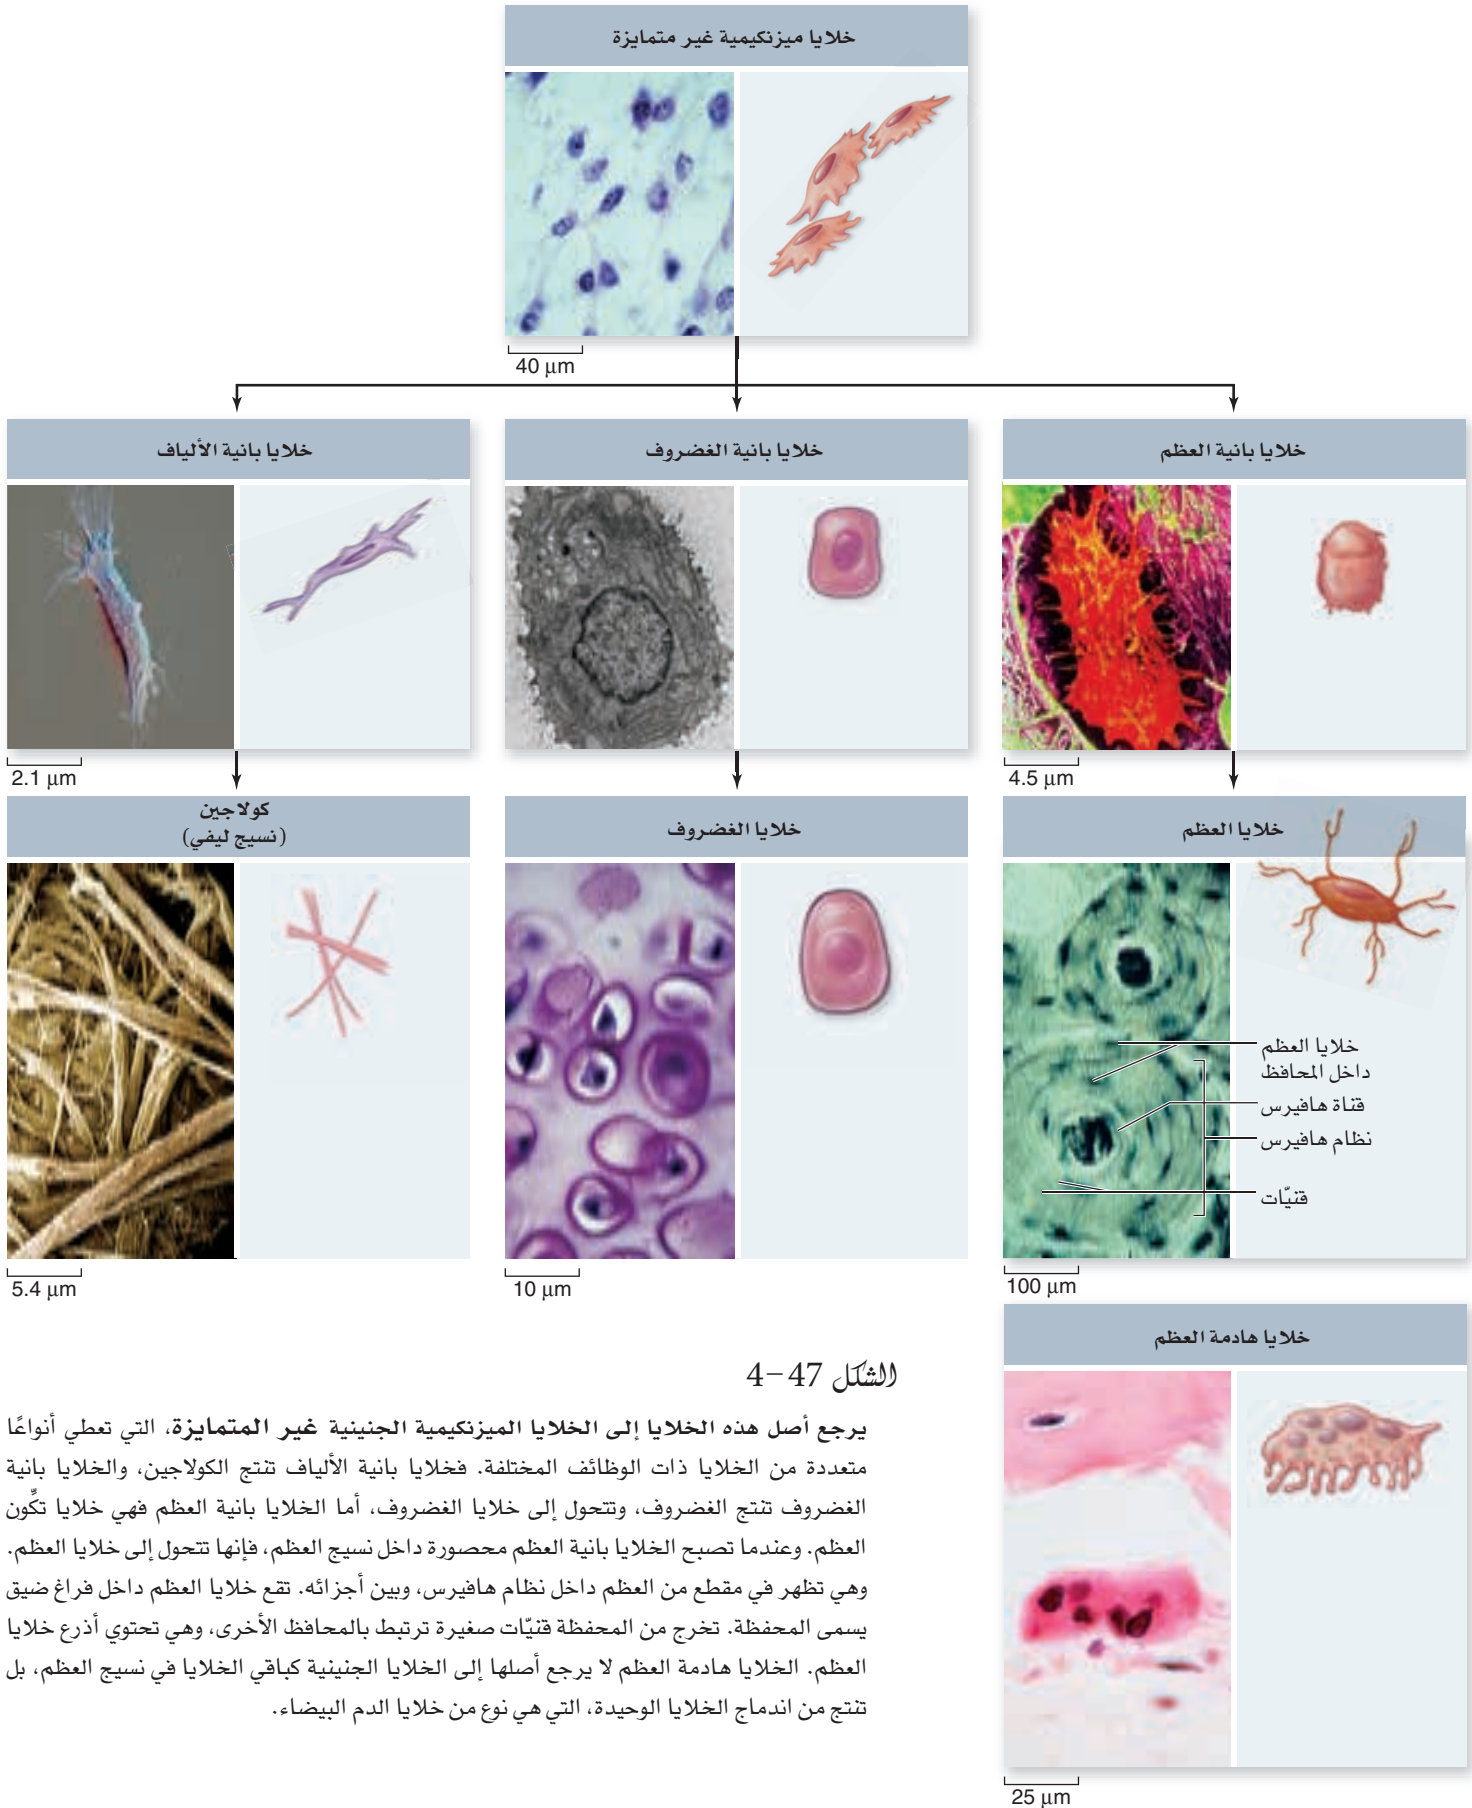 خلايا ميزنكيمية غير متمايزة
40 µm
خلايا بانية العظم
خلايا بانية الغضروف
خلايا بانية الألياف
4.5 µm
2.1 µm
خلايا العظم
خلايا الغضروف
كولاجين
(نسيج ليفي)
خلايا العظم
داخل المحافظ
قناة هافيرس
نظام هافيرس
قنيّات
100 µm
10 µm
5.4 µm
خلايا هادمة العظم
25 µm
الشكل 47–4
يرجع أصل هذه الخلايا إلى الخلايا الميزنكيمية الجنينية غير المتمايزة، التي تعطي أنواعًا
متعددة من الخلايا ذات الوظائف المختلفة. فخلايا بانية الألياف تنتج الكولاجين، والخلايا بانية
الغضروف تنتج الغضروف، وتتحول إلى خلايا الغضروف، أما الخلايا بانية العظم فهي خلايا تكِّون
العظم. وعندما تصبح الخلايا بانية العظم محصورة داخل نسيج العظم، فإنها تتحول إلى خلايا العظم.
وهي تظهر في مقطع من العظم داخل نظام هافيرس، وبين أجزائه. تقع خلايا العظم داخل فراغ ضيق
يسمى المحفظة. تخرج من المحفظة قنيّات صغيرة ترتبط بالمحافظ الأخرى، وهي تحتوي أذرع خلايا
العظم. الخلايا هادمة العظم لا يرجع أصلها إلى الخلايا الجنينية كباقي الخلايا في نسيج العظم، بل
تنتج من اندماج الخلايا الوحيدة، التي هي نوع من خلايا الدم البيضاء.